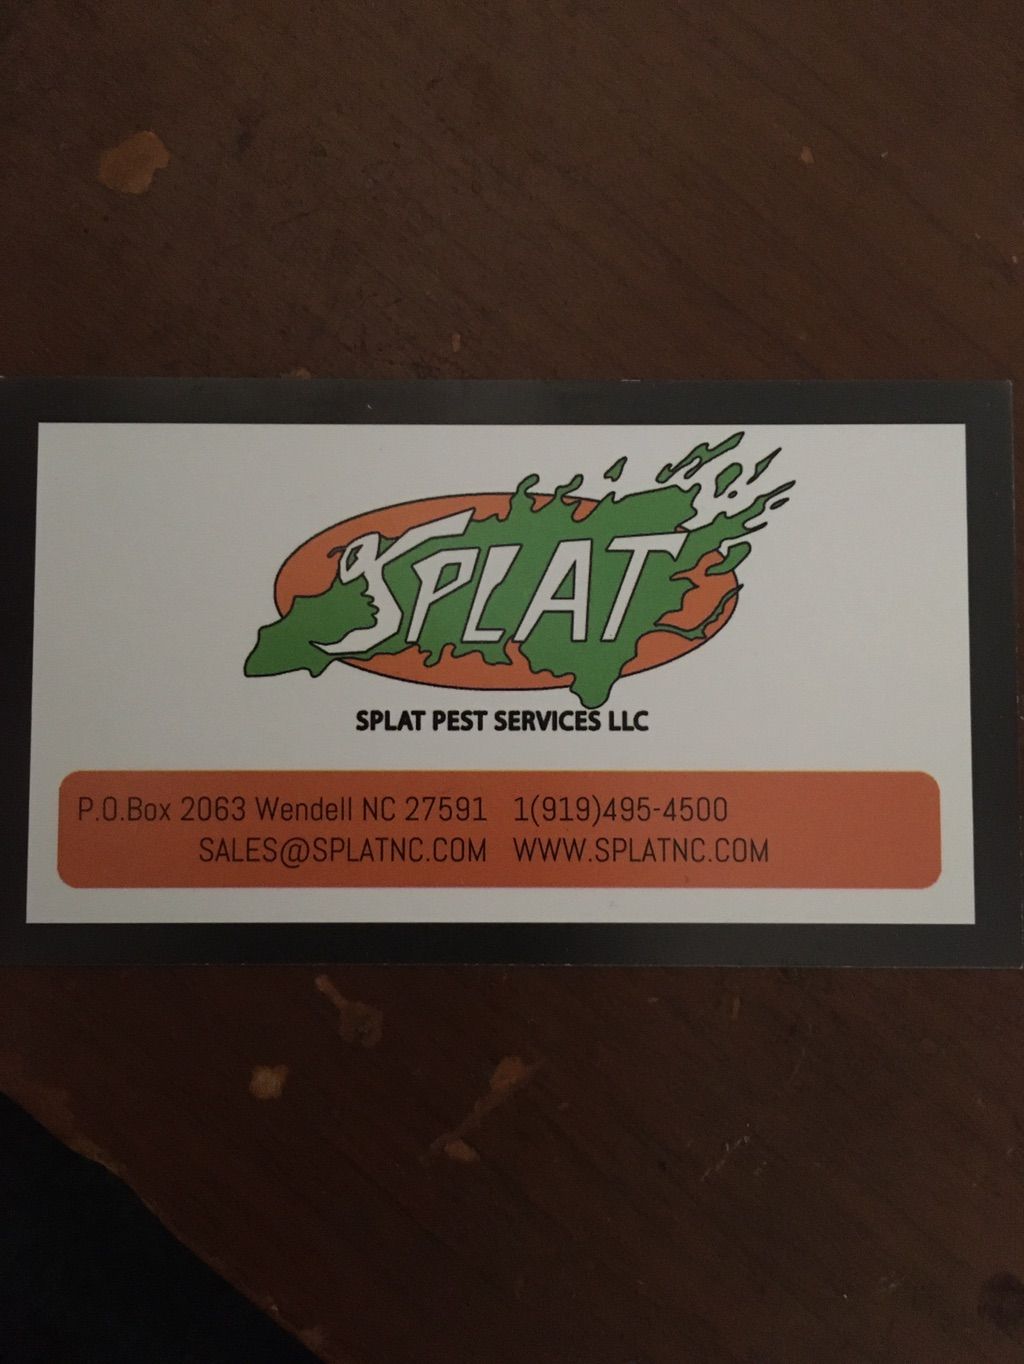 SPLAT
SPLAT PEST SERVICES LLC
P.O.Box 2063 Wendell NC 27591 1(919)495-4500
SALES@SPLATNC.COM WWW.SPLATNC.COM